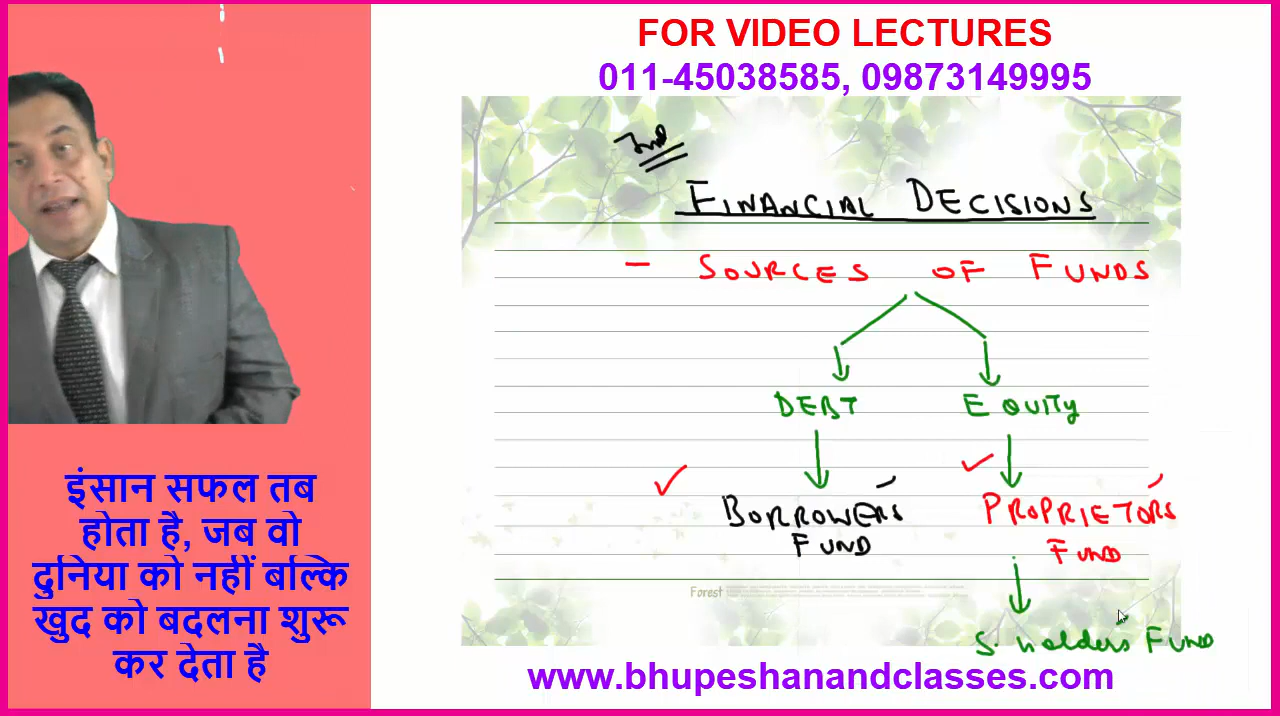 FOR VIDEO LECTURES
011-45038585, 09873149995
FINANCIAL DECISIONS
- SOURCES OF FUNDS
DEBT EQUITY
BORROWERS' PROPRIETORS'
FUND FUND
S. holders FUND
Forest
www.bhupeshanandclasses.com
इंसान सफल तब
होता है, जब वो
दुनिया को नहीं बल्कि
खुद को बदलना शुरू
कर देता है